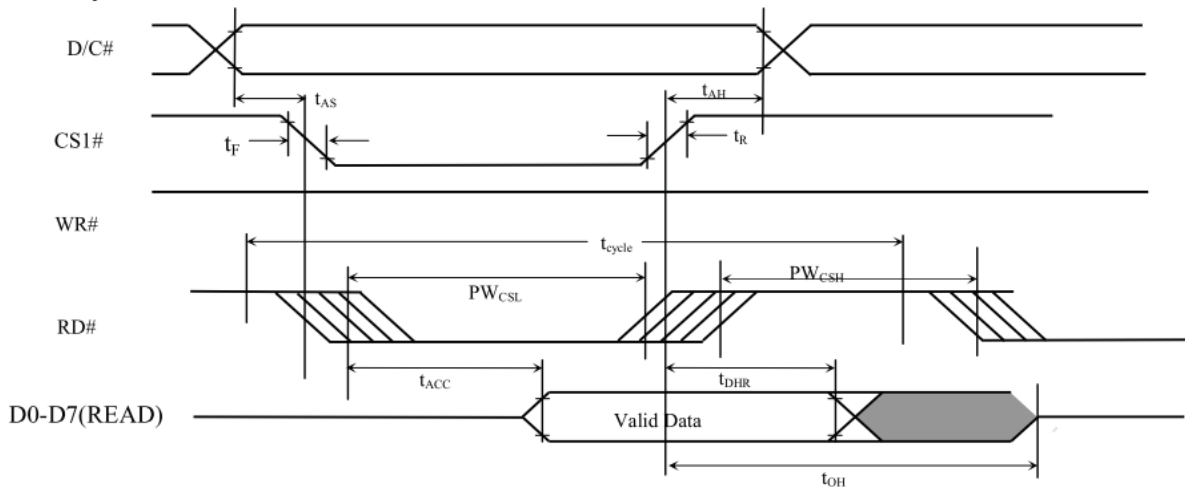 D/C#
tAS
tAH
CS1#
tF
tR
WR#
tcycle
PWCSL
PWCSH
RD#
tACC
tDHR
D0-D7(READ)
Valid Data
tOH